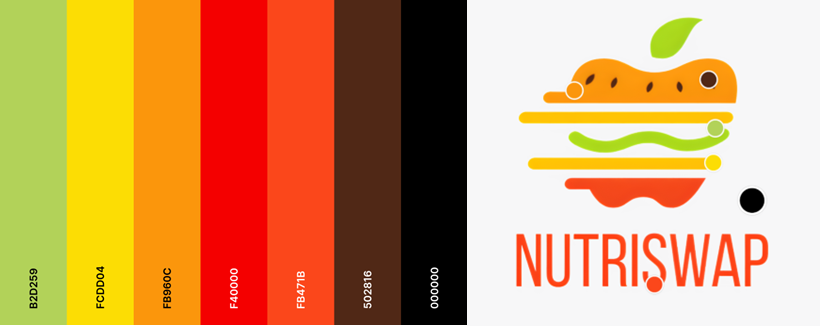 B2D259
FCDD04
FB960C
F40000
FB471B
502816
000000
NUTRISWAP